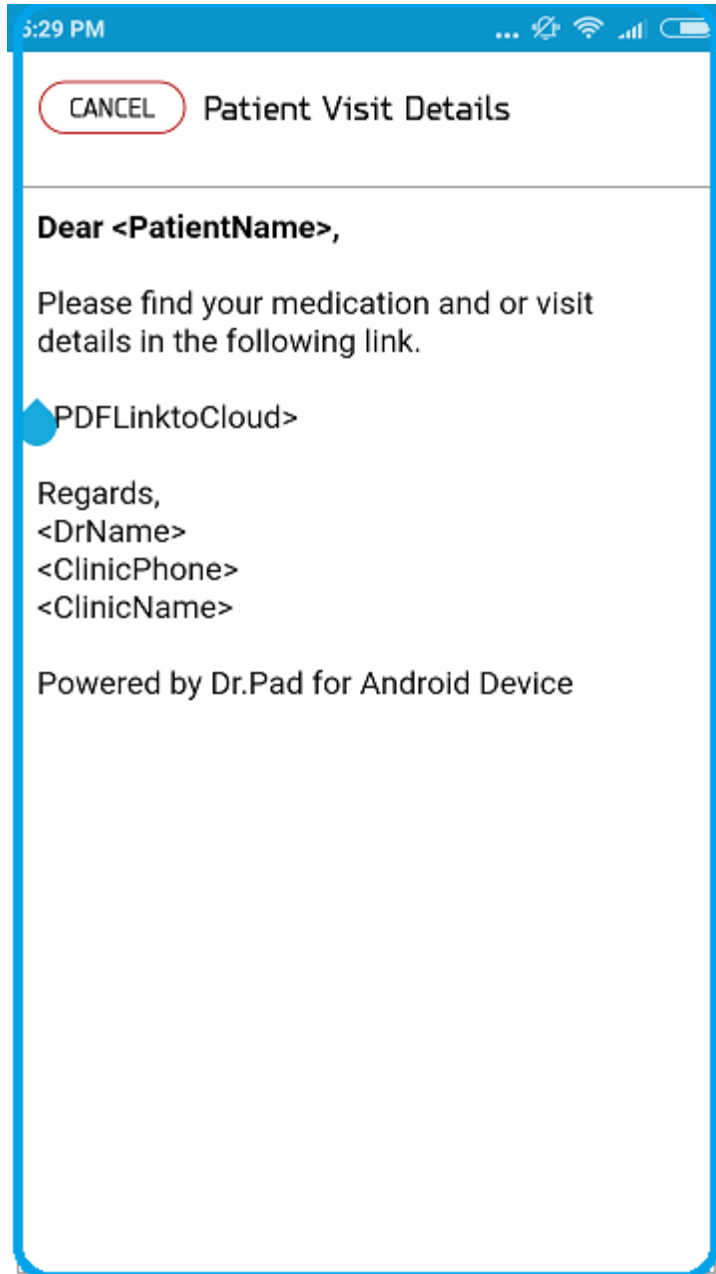 5:29 PM
CANCEL Patient Visit Details
Dear <PatientName>,
Please find your medication and or visit
details in the following link.
PDFLinktoCloud>
Regards,
<DrName>
<ClinicPhone>
<ClinicName>
Powered by Dr.Pad for Android Device